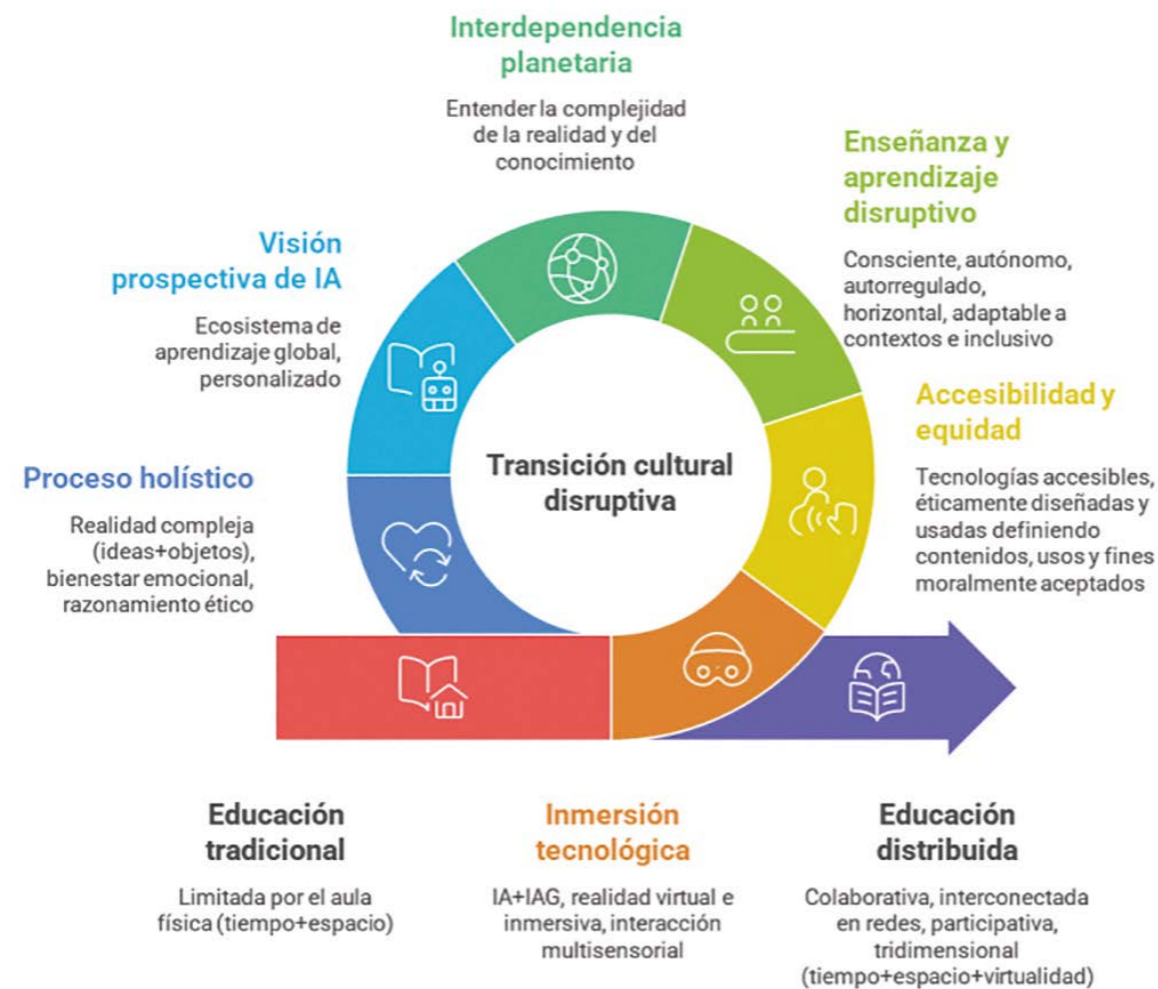 Interdependencia
planetaria
Entender la complejidad
de la realidad y del
conocimiento
Enseñanza y
aprendizaje
disruptivo
Consciente, autónomo,
autorregulado,
horizontal, adaptable a
contextos e inclusivo
Visión
prospectiva de IA
Ecosistema de
aprendizaje global,
personalizado
Accesibilidad y
equidad
Tecnologías accesibles,
éticamente diseñadas y
usadas definiendo
contenidos, usos y fines
moralmente aceptados
Transición cultural
disruptiva
Proceso holístico
Realidad compleja
(ideas+objetos),
bienestar emocional,
razonamiento ético
Educación
tradicional
Limitada por el aula
física (tiempo+espacio)
Inmersión
tecnológica
IA+IAG, realidad virtual e
inmersiva, interacción
multisensorial
Educación
distribuida
Colaborativa, interconectada
en redes, participativa,
tridimensional
(tiempo+espacio+virtualidad)